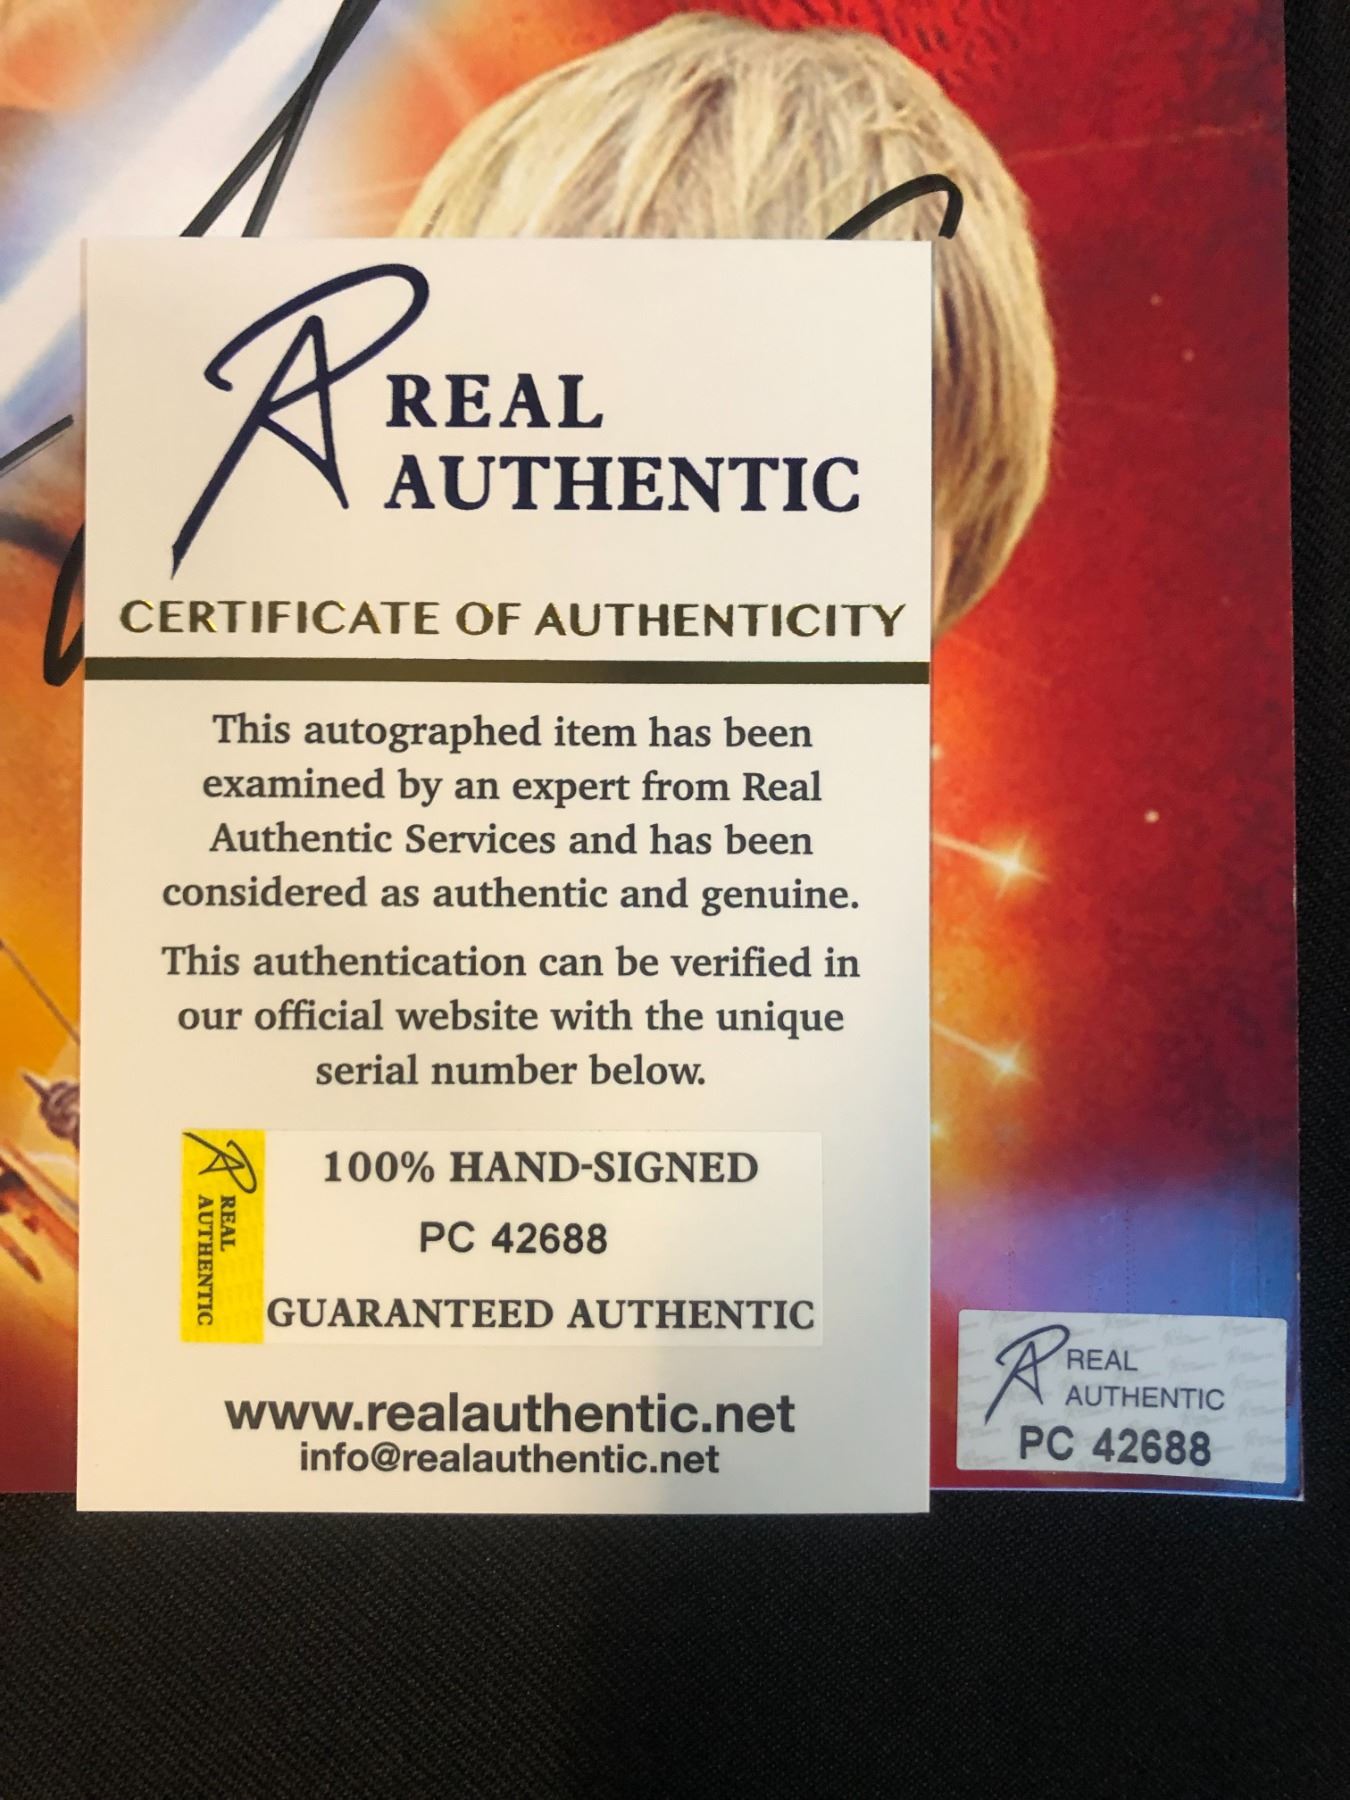 REAL
AUTHENTIC
CERTIFICATE OF AUTHENTICITY
This autographed item has been
examined by an expert from Real
Authentic Services and has been
considered as authentic and genuine.
This authentication can be verified in
our official website with the unique
serial number below.
REAL
AUTHENTIC
100% HAND-SIGNED
PC 42688
GUARANTEED AUTHENTIC
www.realauthentic.net
info@realauthentic.net
REAL
AUTHENTIC
PC 42688